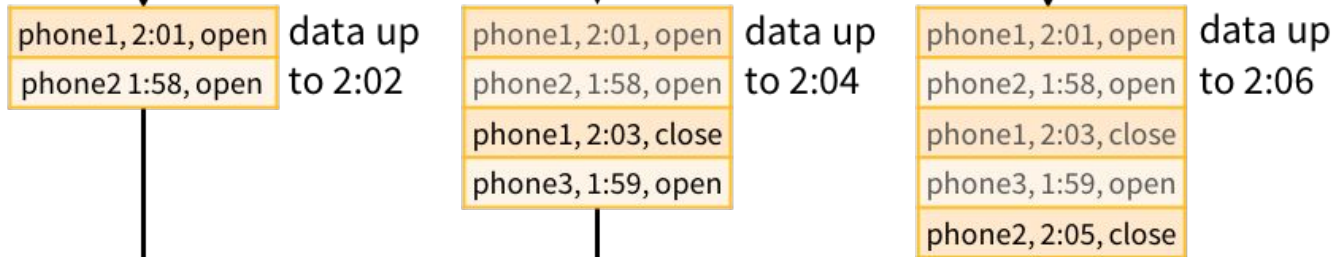 phone1, 2:01, open
phone2 1:58, open
data up
to 2:02
phone1, 2:01, open
phone2, 1:58, open
phone1, 2:03, close
phone3, 1:59, open
data up
to 2:04
phone1, 2:01, open
phone2, 1:58, open
phone1, 2:03, close
phone3, 1:59, open
phone2, 2:05, close
data up
to 2:06